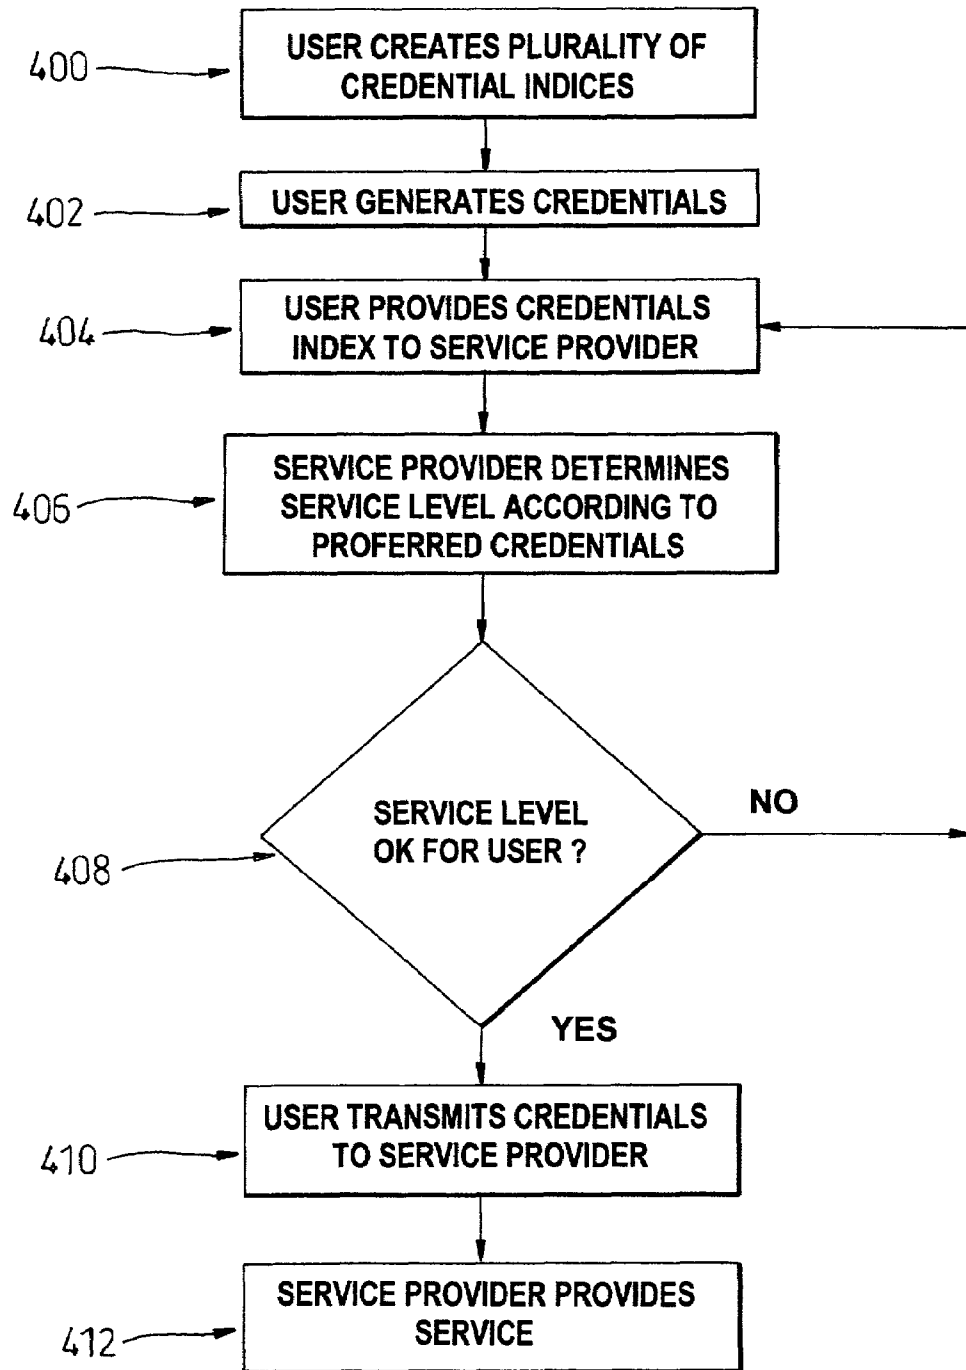 400
USER CREATES PLURALITY OF
CREDENTIAL INDICES
402
USER GENERATES CREDENTIALS
404
USER PROVIDES CREDENTIALS
INDEX TO SERVICE PROVIDER
406
SERVICE PROVIDER DETERMINES
SERVICE LEVEL ACCORDING TO
PROFERRED CREDENTIALS
408
SERVICE LEVEL
OK FOR USER ?
NO
YES
410
USER TRANSMITS CREDENTIALS
TO SERVICE PROVIDER
412
SERVICE PROVIDER PROVIDES
SERVICE